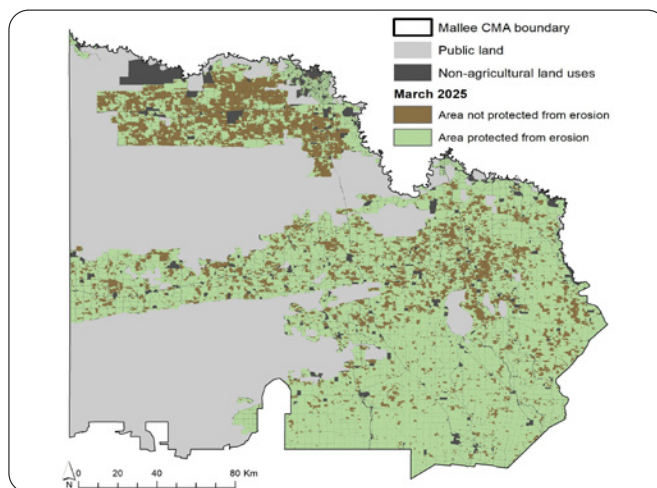 Mallee CMA boundary
Public land
Non-agricultural land uses
March 2025
Area not protected from erosion
Area protected from erosion
N
0 20 40 60 80 Km